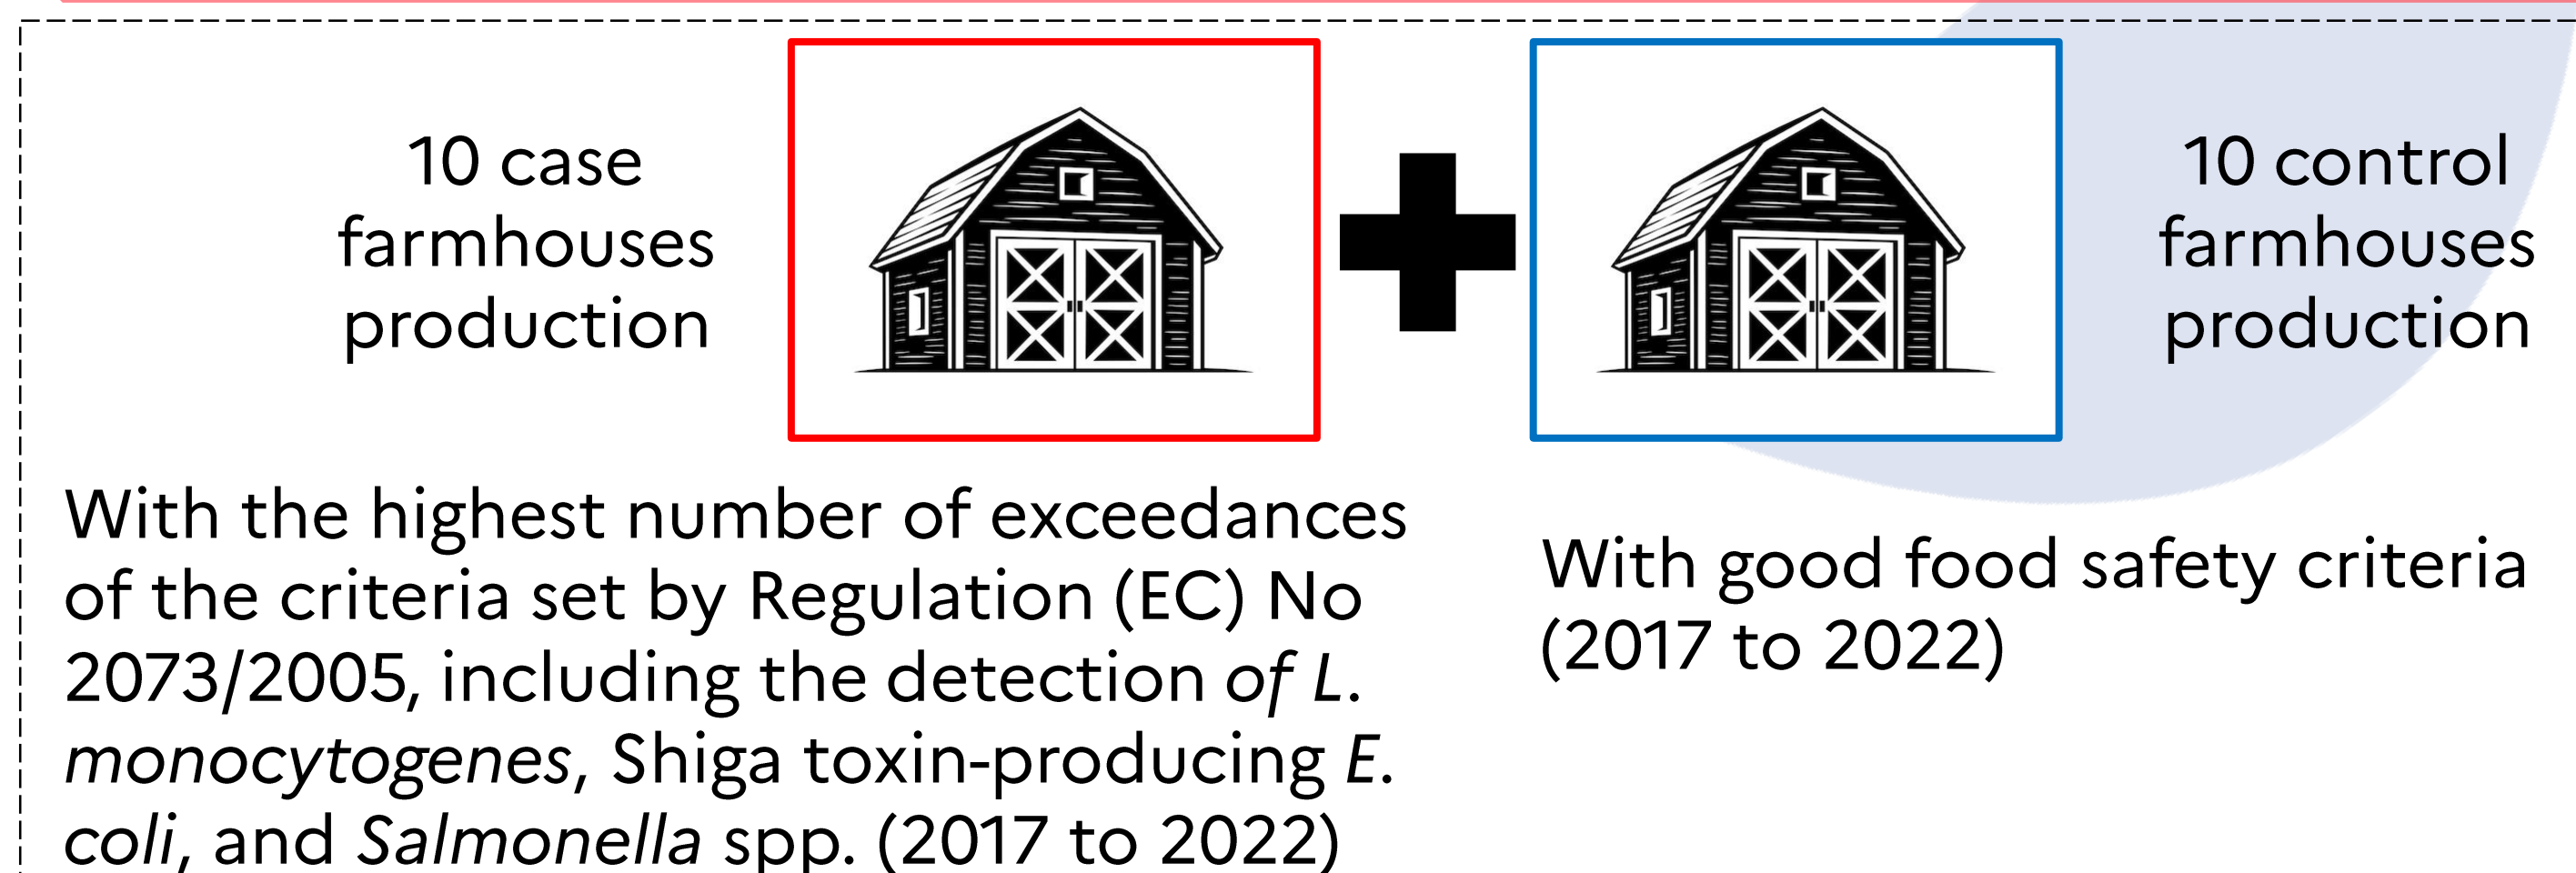 10 case
farmhouses
production
10 control
farmhouses
production
With the highest number of exceedances
of the criteria set by Regulation (EC) No
2073/2005, including the detection of L.
monocytogenes, Shiga toxin-producing E.
coli, and Salmonella spp. (2017 to 2022)
With good food safety criteria
(2017 to 2022)